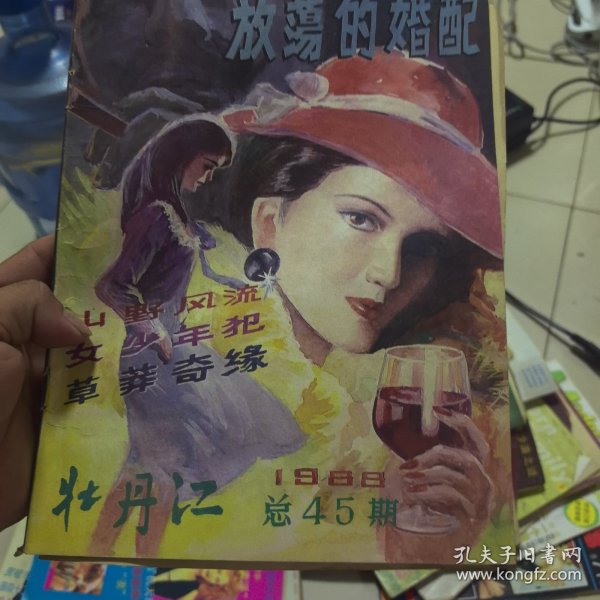 放蕩的婚配
山野风流
女少年犯
草莽奇缘
牡丹江
1988
总45期
孔夫子旧书网
www.kongfz.com